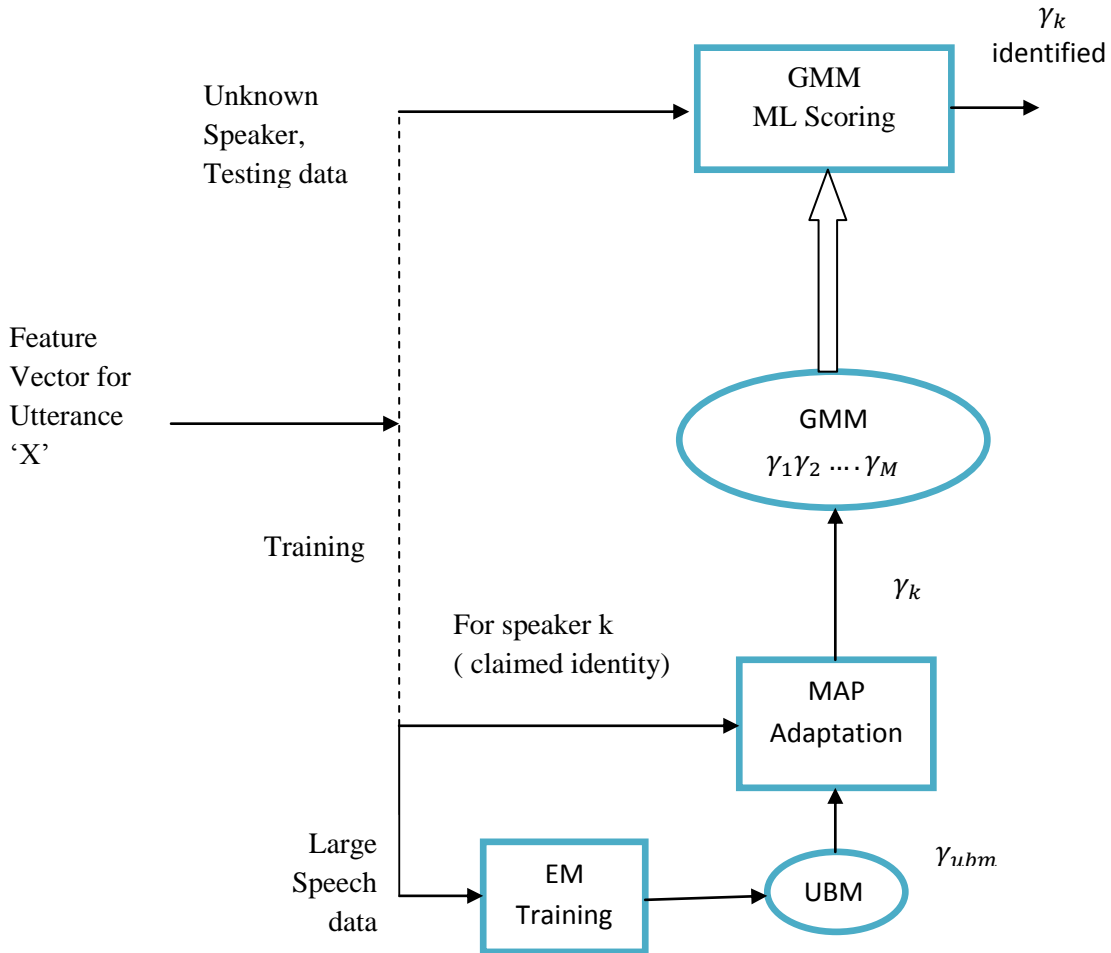 γk
identified
GMM
ML Scoring
Unknown
Speaker,
Testing data
Feature
Vector for
Utterance
‘X’
GMM
γ1γ2 …. γM
Training
γk
For speaker k
( claimed identity)
MAP
Adaptation
Large
Speech
data
EM
Training
UBM
γubm